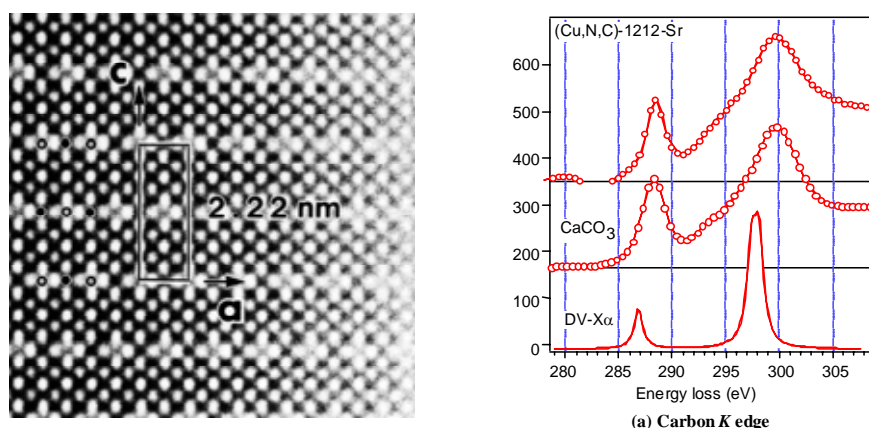 c
2.22 nm
a
(Cu,N,C)-1212-Sr
600
500
400
300
CaCO3
200
100
DV-Xα
0
280 285 290 295 300 305
Energy loss (eV)
(a) Carbon K edge